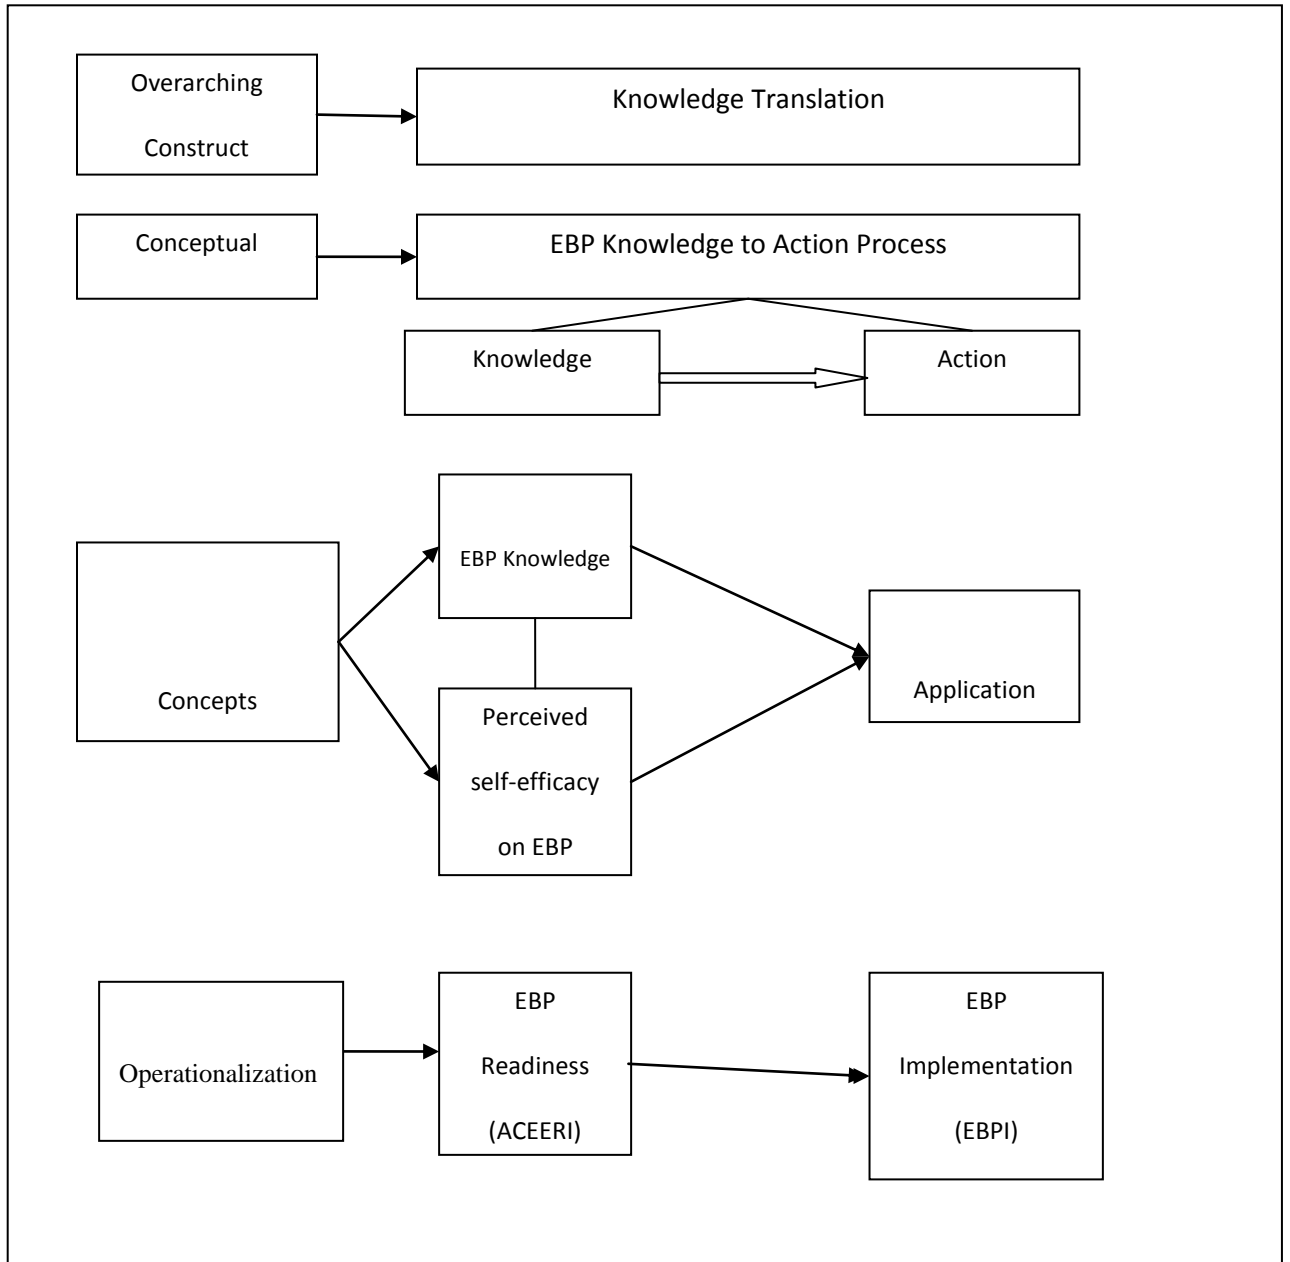 Overarching
Construct
Knowledge Translation
Conceptual
EBP Knowledge to Action Process
Knowledge
Action
Concepts
EBP Knowledge
Perceived
self-efficacy
on EBP
Application
Operationalization
EBP
Readiness
(ACEERI)
EBP
Implementation
(EBPI)